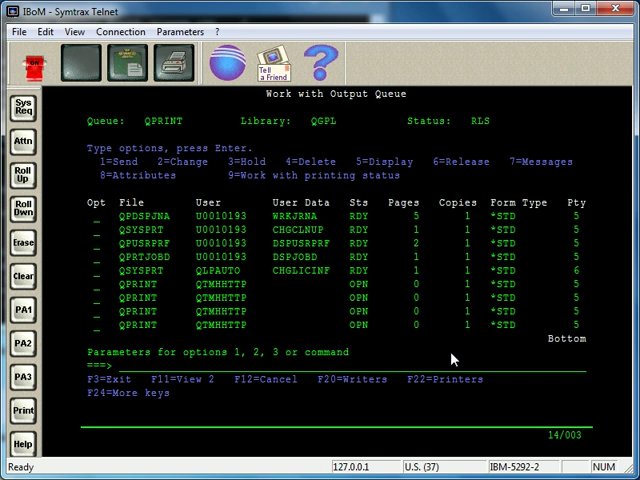 IBoM - Symtrax Telnet
File Edit View Connection Parameters ?
ON
Tell a Friend
Work with Output Queue
Queue: QPRINT Library: QGPL Status: RLS
Type options, press Enter.
1=Send 2=Change 3=Hold 4=Delete 5=Display 6=Release 7=Messages
8=Attributes 9=Work with printing status
Opt File User User Data Sts Pages Copies Form Type Pty
_ QPDSPJNA U0010193 WRKJRNA RDY 5 1 *STD 5
_ QSYSPRT U0010193 CHGCLNUP RDY 1 1 *STD 5
_ QPUSRPRF U0010193 DSPUSRPRF RDY 2 1 *STD 5
_ QPRTJOBD U0010193 DSPJOBD RDY 1 1 *STD 5
_ QSYSPRT QLPAUTO CHGLICINF RDY 1 1 *STD 6
_ QPRINT QTMHHTTP OPN 0 1 *STD 5
_ QPRINT QTMHHTTP OPN 0 1 *STD 5
_ QPRINT QTMHHTTP OPN 0 1 *STD 5
_ QPRINT QTMHHTTP OPN 0 1 *STD 5
Bottom
Parameters for options 1, 2, 3 or command
===>
F3=Exit F11=View 2 F12=Cancel F20=Writers F22=Printers
F24=More keys
14/003
Sys Req
Attn
Roll Up
Roll Dwn
Erase
Clear
PA1
PA2
PA3
Print
Help
Ready 127.0.0.1 U.S. (37) IBM-5292-2 NUM